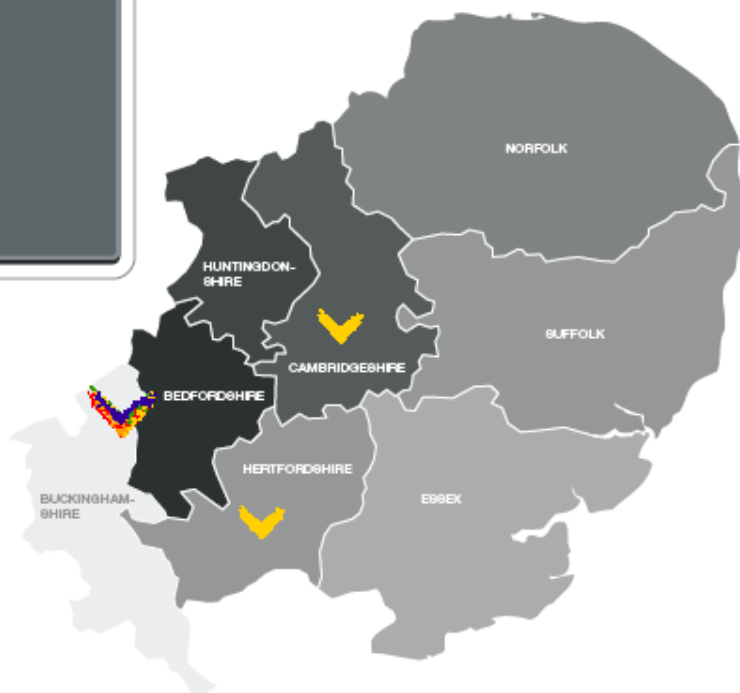 NORFOLK
HUNTINGDON-
SHIRE
SUFFOLK
CAMBRIDGESHIRE
BEDFORDSHIRE
HERTFORDSHIRE
BUCKINGHAM-
SHIRE
ESSEX